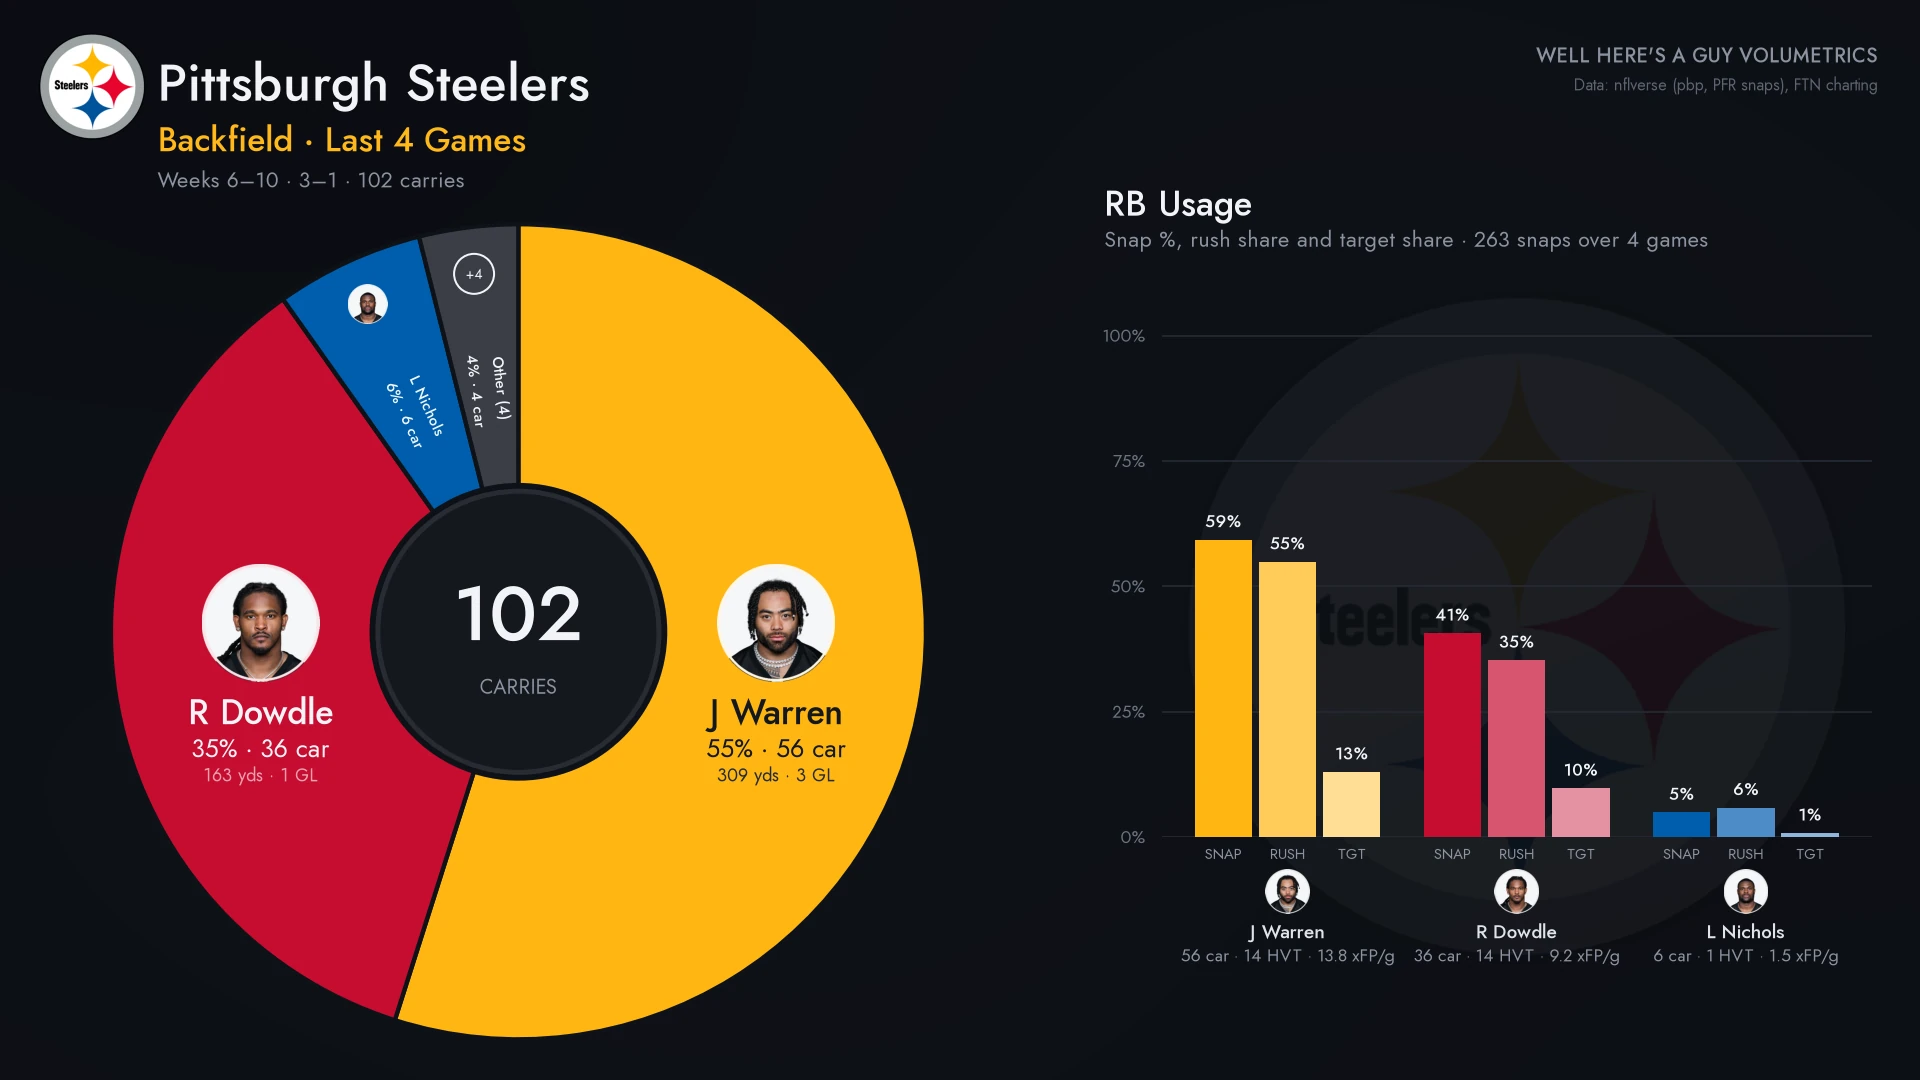 Steelers
Pittsburgh Steelers
Backfield · Last 4 Games
Weeks 6–10 · 3–1 · 102 carries
WELL HERE'S A GUY VOLUMETRICS
Data: nflverse (pbp, PFR snaps), FTN charting
+4
Other (4)
4% · 4 car
L Nichols
6% · 6 car
R Dowdle
35% · 36 car
163 yds · 1 GL
102
CARRIES
J Warren
55% · 56 car
309 yds · 3 GL
RB Usage
Snap %, rush share and target share · 263 snaps over 4 games
100%
75%
50%
25%
0%
teelers
59%
55%
13%
41%
35%
10%
5%
6%
1%
SNAP RUSH TGT SNAP RUSH TGT SNAP RUSH TGT
J Warren
56 car · 14 HVT · 13.8 xFP/g
R Dowdle
36 car · 14 HVT · 9.2 xFP/g
L Nichols
6 car · 1 HVT · 1.5 xFP/g